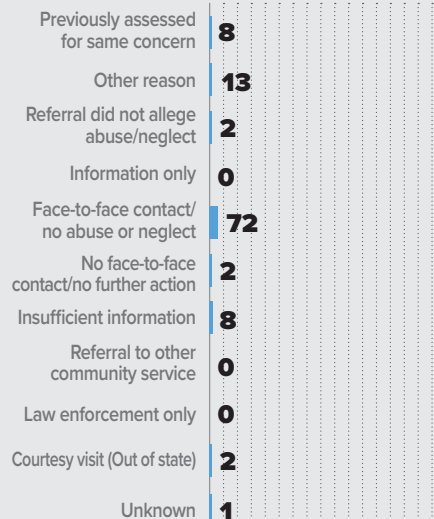 Previously assessed
for same concern
8
Other reason
13
Referral did not allege
abuse/neglect
2
Information only
0
Face-to-face contact/
no abuse or neglect
72
No face-to-face
contact/no further action
2
Insufficient information
8
Referral to other
community service
0
Law enforcement only
0
Courtesy visit (Out of state)
2
Unknown
1